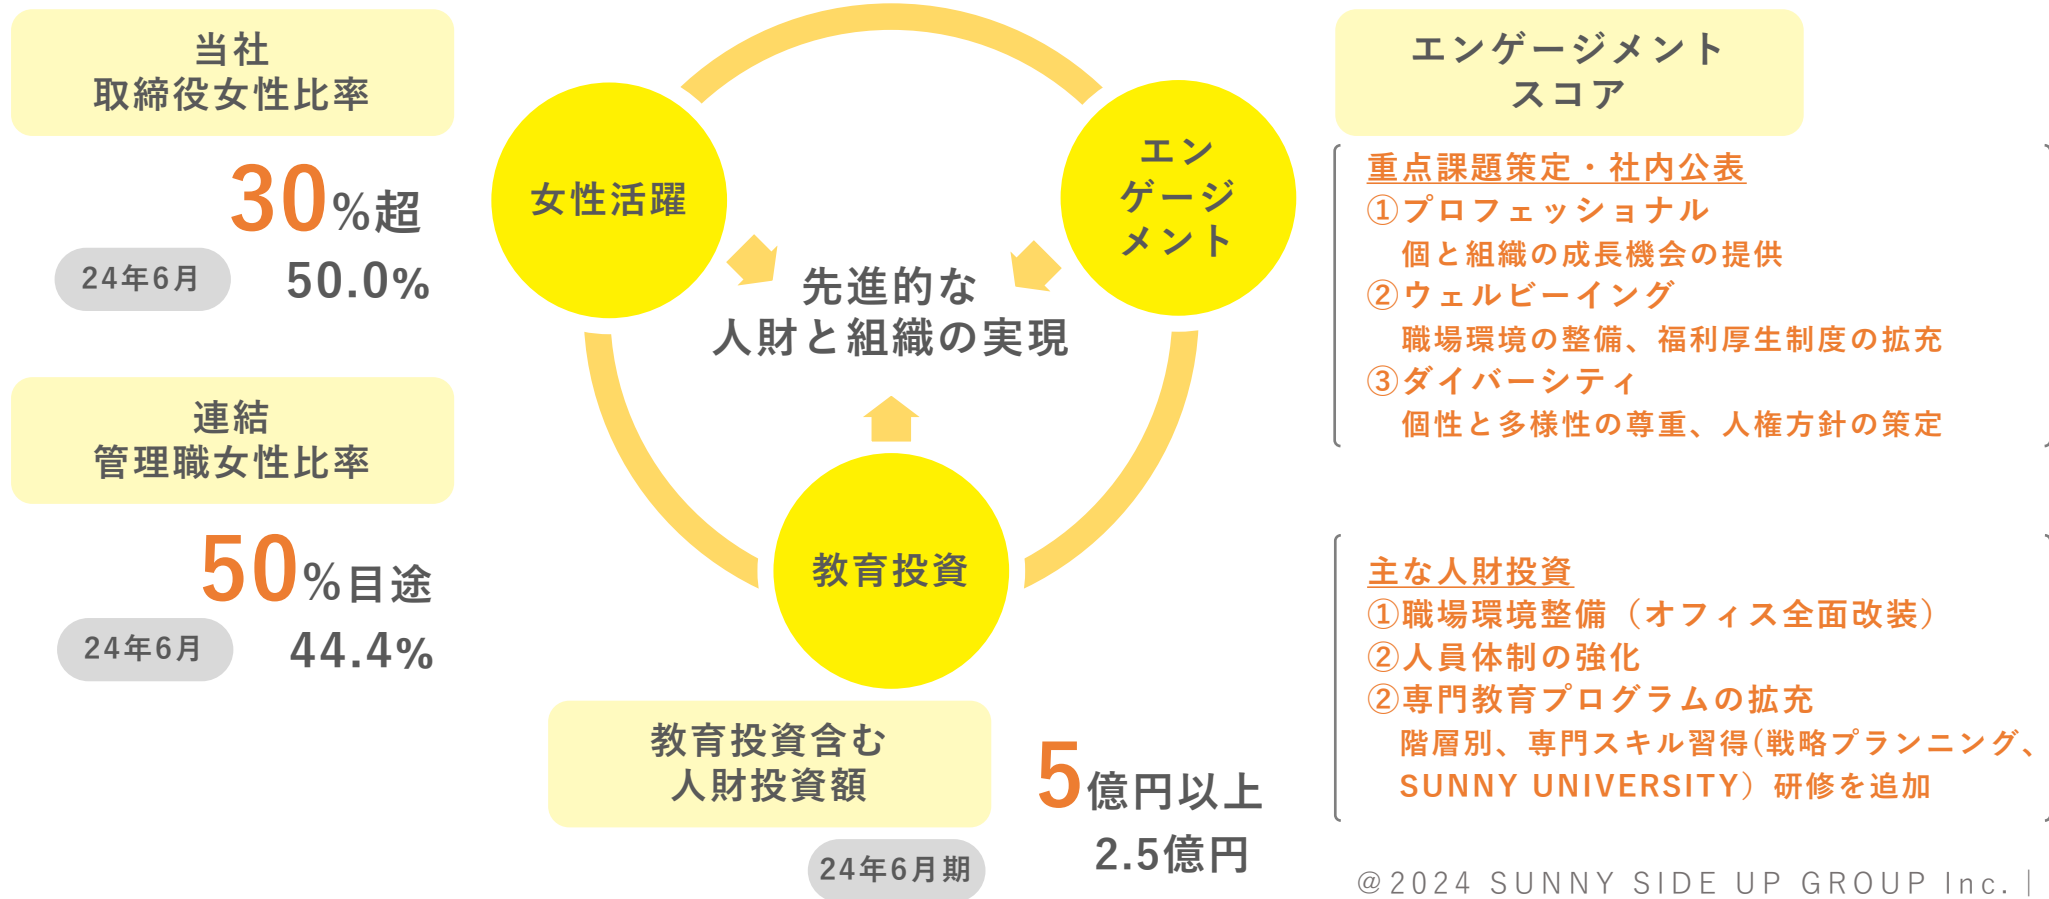 当社
取締役女性比率
30%超
24年6月 50.0%
連結
管理職女性比率
50%目途
24年6月 44.4%
女性活躍
エン
ゲージ
メント
先進的な
人財と組織の実現
教育投資
教育投資含む
人財投資額
5億円以上
24年6月期 2.5億円
エンゲージメント
スコア
重点課題策定・社内公表
①プロフェッショナル
個と組織の成長機会の提供
②ウェルビーイング
職場環境の整備、福利厚生制度の拡充
③ダイバーシティ
個性と多様性の尊重、人権方針の策定
主な人財投資
①職場環境整備（オフィス全面改装）
②人員体制の強化
②専門教育プログラムの拡充
階層別、専門スキル習得(戦略プランニング、
SUNNY UNIVERSITY）研修を追加
@2024 SUNNY SIDE UP GROUP Inc. |